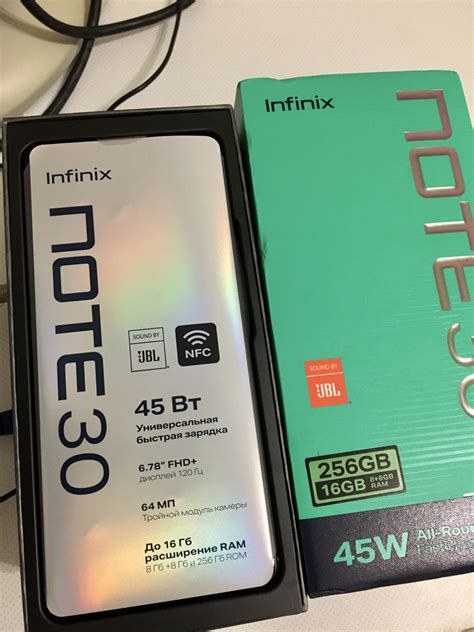 Infinix
NOTE 30
SOUND BY
JBL
NFC
45 Вт
Универсальная
быстрая зарядка
6.78" FHD+
дисплей 120 Гц
64 МП
Тройной модуль камеры
До 16 Гб
расширение RAM
8 Гб +8 Гб и 256 Гб ROM
Infinix
NOTE 30
SOUND BY
JBL
256GB
16GB 8+8GB
RAM
45W